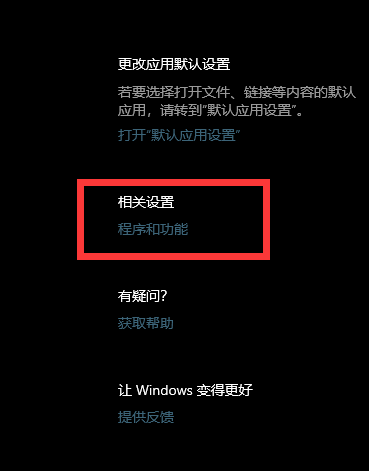 更改应用默认设置
若要选择打开文件、链接等内容的默认
应用，请转到"默认应用设置"。
打开"默认应用设置"
相关设置
程序和功能
有疑问?
获取帮助
让 Windows 变得更好
提供反馈